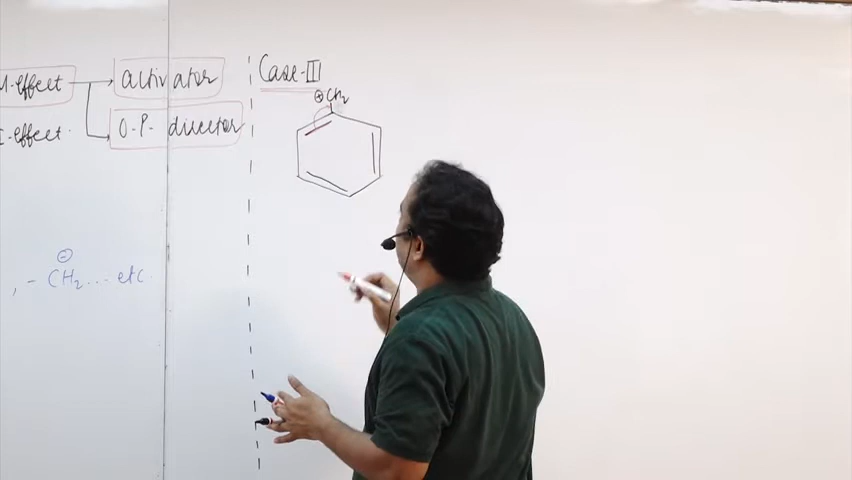 M-effect
activator
I-effect
O-P- director
, - CH₂⊖ ... etc.
Case-III
⊕CH₂